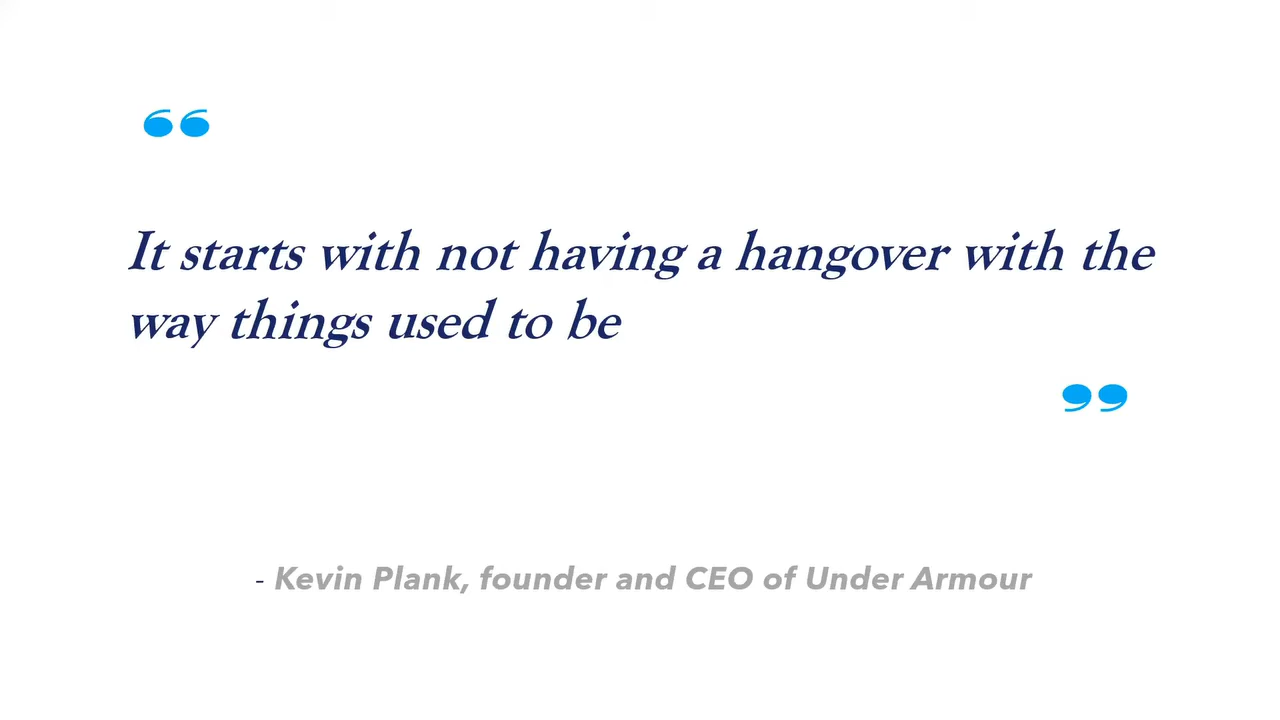 “
It starts with not having a hangover with the
way things used to be
”
- Kevin Plank, founder and CEO of Under Armour